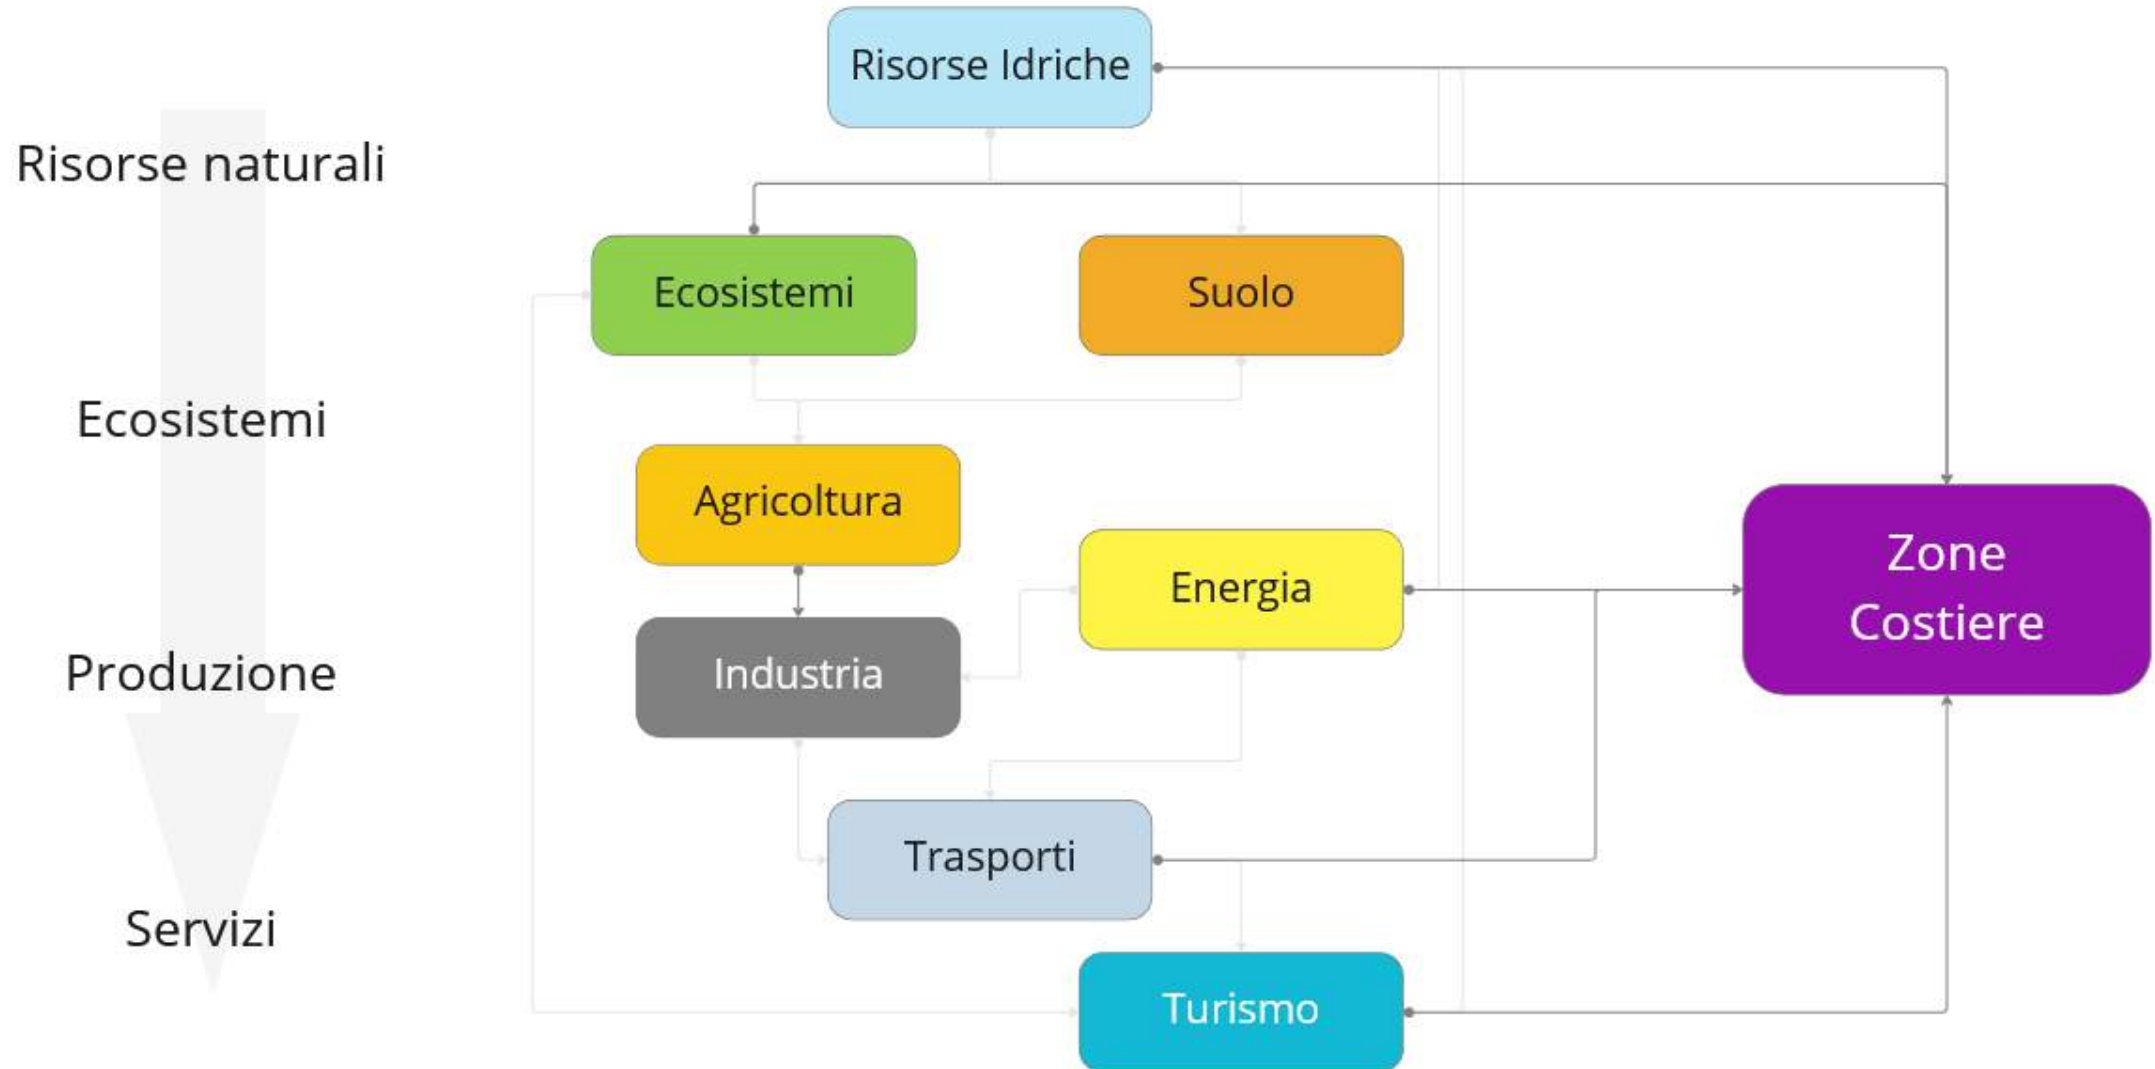 Risorse Idriche
Risorse naturali
Ecosistemi
Suolo
Ecosistemi
Agricoltura
Energia
Zone
Costiere
Industria
Produzione
Trasporti
Servizi
Turismo